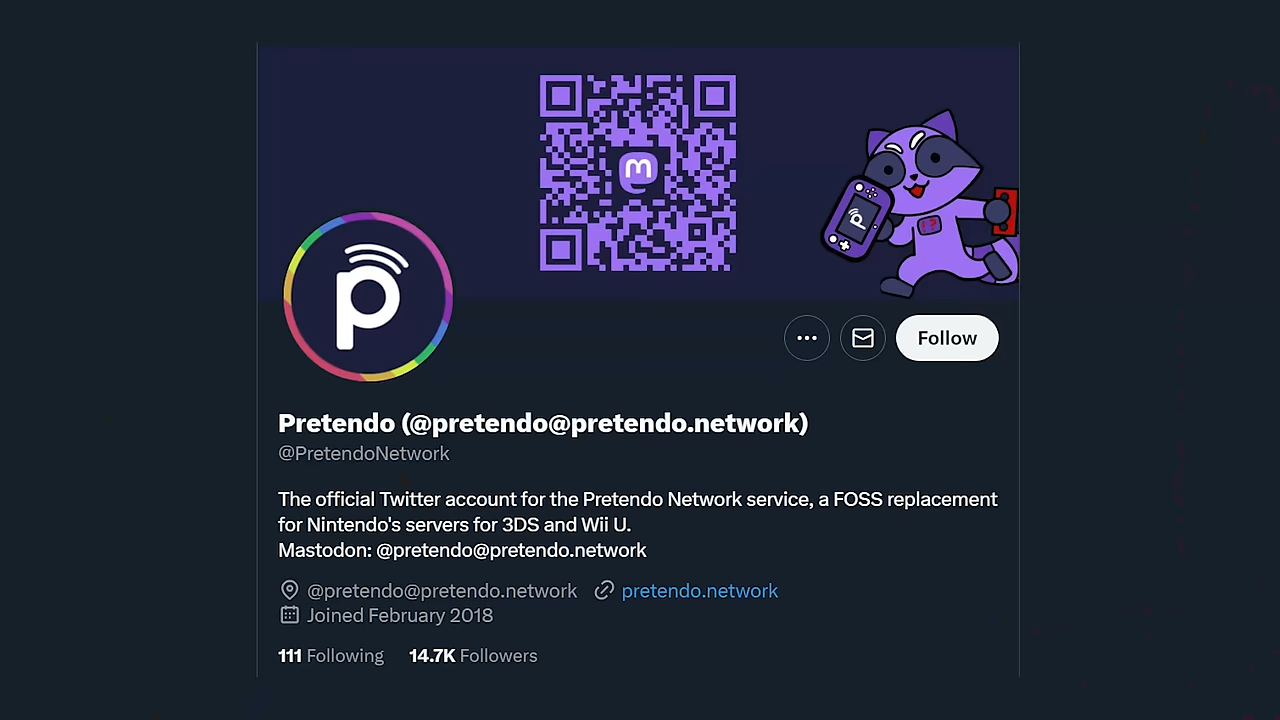 m
p
p
??
Follow
Pretendo (@pretendo@pretendo.network)
@PretendoNetwork
The official Twitter account for the Pretendo Network service, a FOSS replacement
for Nintendo's servers for 3DS and Wii U.
Mastodon: @pretendo@pretendo.network
@pretendo@pretendo.network pretendo.network
Joined February 2018
111 Following 14.7K Followers